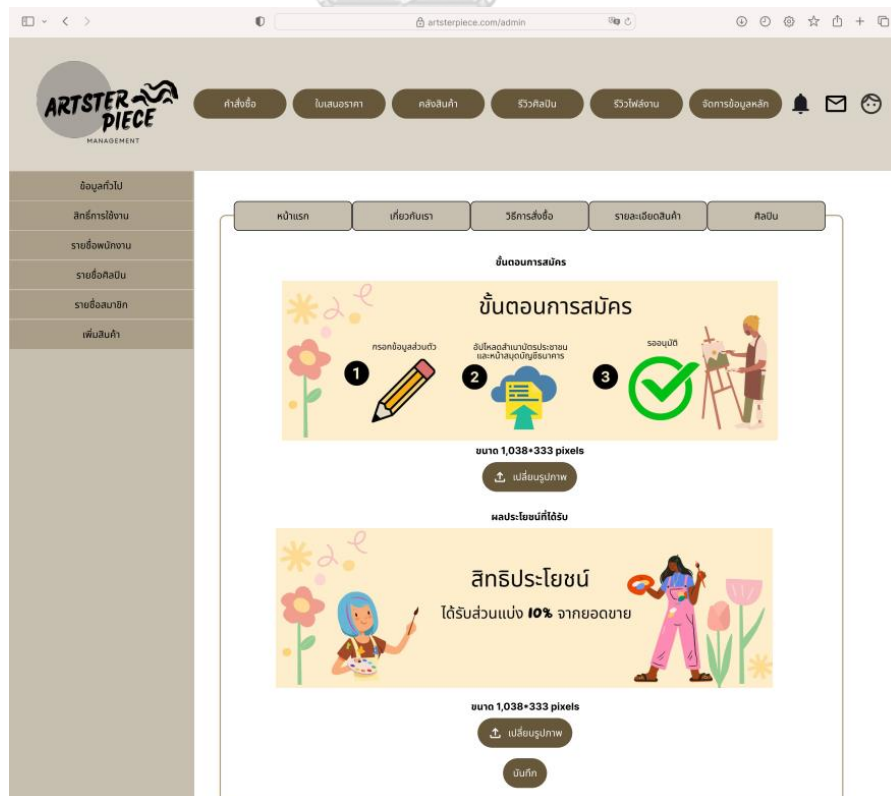 artsterpiece.com/admin
ARTSTER
PIECE
MANAGEMENT
คำสั่งซื้อ
ใบเสนอราคา
คลังสินค้า
รีวิวศิลปิน
รีวิวไฟล์งาน
จัดการข้อมูลหลัก
ข้อมูลทั่วไป
สิทธิ์การใช้งาน
รายชื่อพนักงาน
รายชื่อศิลปิน
รายชื่อสมาชิก
เพิ่มสินค้า
หน้าแรก
เกี่ยวกับเรา
วิธีการสั่งซื้อ
รายละเอียดสินค้า
ศิลปิน
ขั้นตอนการสมัคร
ขั้นตอนการสมัคร
1
กรอกข้อมูลส่วนตัว
2
อัปโหลดสำเนาบัตรประชาชน
และหน้าสมุดบัญชีธนาคาร
3
รออนุมัติ
ขนาด 1,038*333 pixels
เปลี่ยนรูปภาพ
ผลประโยชน์ที่ได้รับ
สิทธิประโยชน์
ได้รับส่วนแบ่ง 10% จากยอดขาย
ขนาด 1,038*333 pixels
เปลี่ยนรูปภาพ
บันทึก